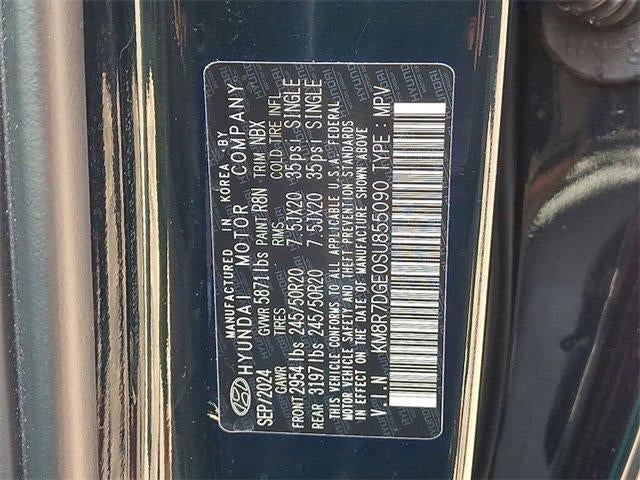 MANUFACTURED IN KOREA BY
HYUNDAI MOTOR COMPANY
SEP/2024 GVWR 5871lbs PAINT R8N TRIM NBX
GAWR TIRES RIMS COLD TIRE INFL
FRONT 2954lbs 245/50R20 7.5JX20 35psi SINGLE
REAR 3197lbs 245/50R20 7.5JX20 35psi SINGLE
THIS VEHICLE CONFORMS TO ALL APPLICABLE U.S.A. FEDERAL
MOTOR VEHICLE SAFETY AND THEFT PREVENTION STANDARDS
IN EFFECT ON THE DATE OF MANUFACTURE SHOWN ABOVE
V.I.N : KM8R7DGE0SU855090 TYPE : MPV